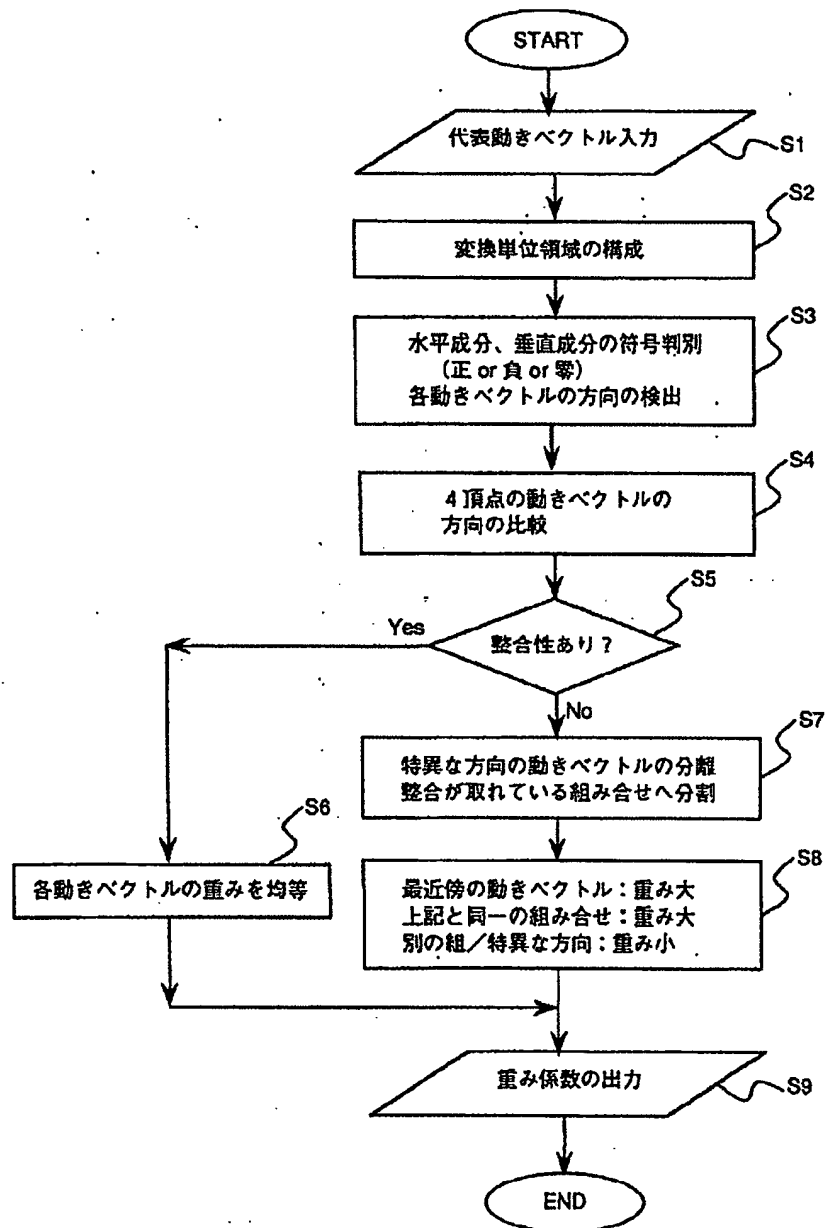 START
代表動きベクトル入力
S1
S2
変換単位領域の構成
S3
水平成分、垂直成分の符号判別
(正 or 負 or 零)
各動きベクトルの方向の検出
S4
4頂点の動きベクトルの
方向の比較
S5
Yes
整合性あり?
No
S7
特異な方向の動きベクトルの分離
整合が取れている組み合せへ分割
S6
各動きベクトルの重みを均等
S8
最近傍の動きベクトル:重み大
上記と同一の組み合せ:重み大
別の組/特異な方向:重み小
重み係数の出力
S9
END